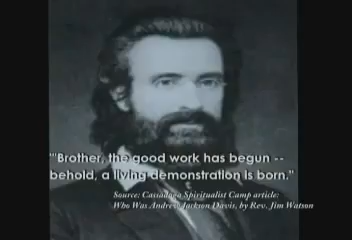 "'Brother, the good work has begun --
behold, a living demonstration is born."
Source: Cassadaga Spiritualist Camp article:
Who Was Andrew Jackson Davis, by Rev. Jim Watson